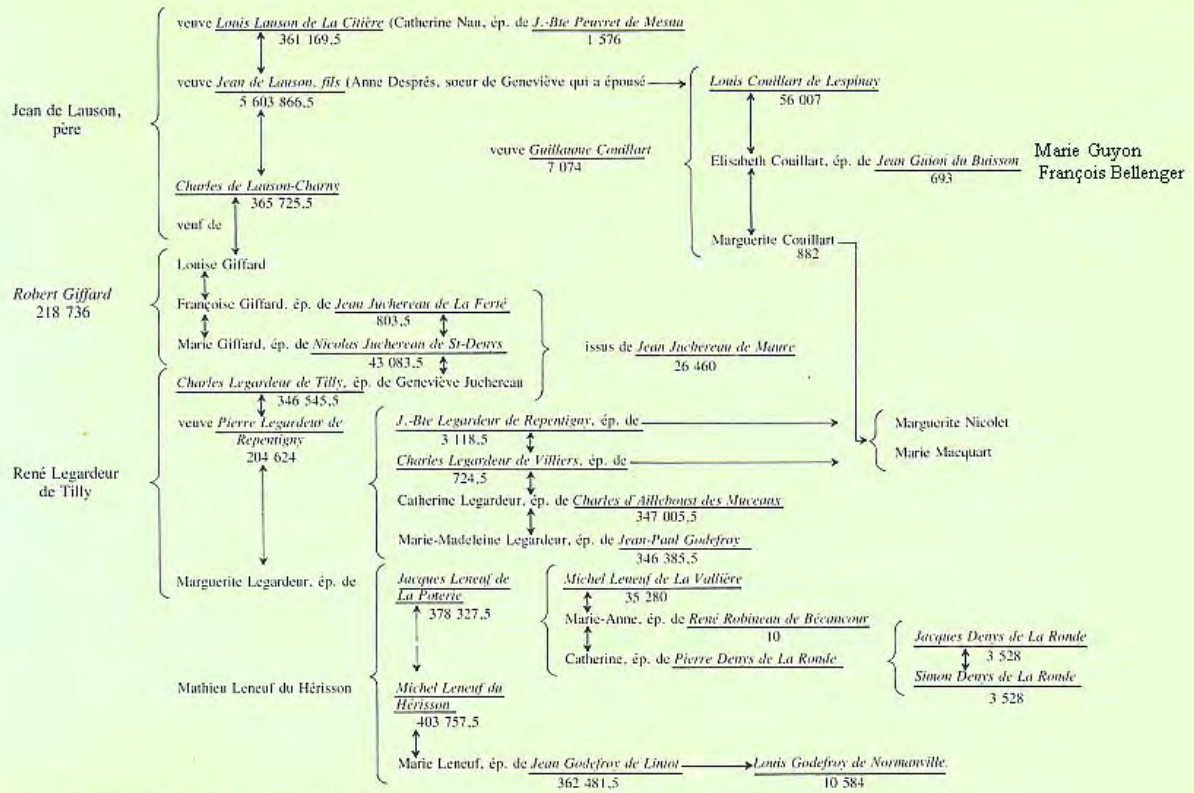 veuve Louis Lauson de La Citière (Catherine Nau, ép. de J.-Bte Peuvret de Mesnu
361 169,5
1 576
veuve Jean de Lauson, fils (Anne Després, soeur de Geneviève qui a épousé
5 603 866,5
Louis Couillart de Lespinay
56 007
Jean de Lauson,
père
veuve Guillaume Couillart
7 074
Elisabeth Couillart, ép. de Jean Guion du Buisson
693
Marie Guyon
François Bellenger
Charles de Lauson-Charny
365 725,5
veuf de
Marguerite Couillart
882
Louise Giffard
Robert Giffard
218 736
Françoise Giffard, ép. de Jean Juchereau de La Ferté
803,5
Marie Giffard, ép. de Nicolas Juchereau de St-Denys
43 083,5
issus de Jean Juchereau de Maure
26 460
Charles Legardeur de Tilly, ép. de Geneviève Juchereau
346 545,5
veuve Pierre Legardeur de
Repentigny
204 624
J.-Bte Legardeur de Repentigny, ép. de
3 118,5
Marguerite Nicolet
Charles Legardeur de Villiers, ép. de
724,5
Marie Macquart
René Legardeur
de Tilly
Catherine Legardeur, ép. de Charles d'Ailleboust des Muceaux
347 005,5
Marie-Madeleine Legardeur, ép. de Jean-Paul Godefroy
346 385,5
Marguerite Legardeur, ép. de
Jacques Leneuf de
La Poterie
378 327,5
Michel Leneuf de La Vallière
35 280
Marie-Anne, ép. de René Robineau de Bécancour
10
Catherine, ép. de Pierre Denys de La Ronde
Jacques Denys de La Ronde
3 528
Simon Denys de La Ronde
3 528
Mathieu Leneuf du Hérisson
Michel Leneuf du
Hérisson
403 757,5
Marie Leneuf, ép. de Jean Godefroy de Lintot
362 481,5
Louis Godefroy de Normanville.
10 584